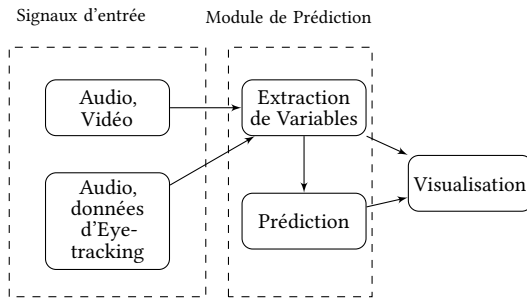 Signaux d'entrée
Module de Prédiction
Audio,
Vidéo
Extraction
de Variables
Audio,
données
d'Eye-
tracking
Prédiction
Visualisation